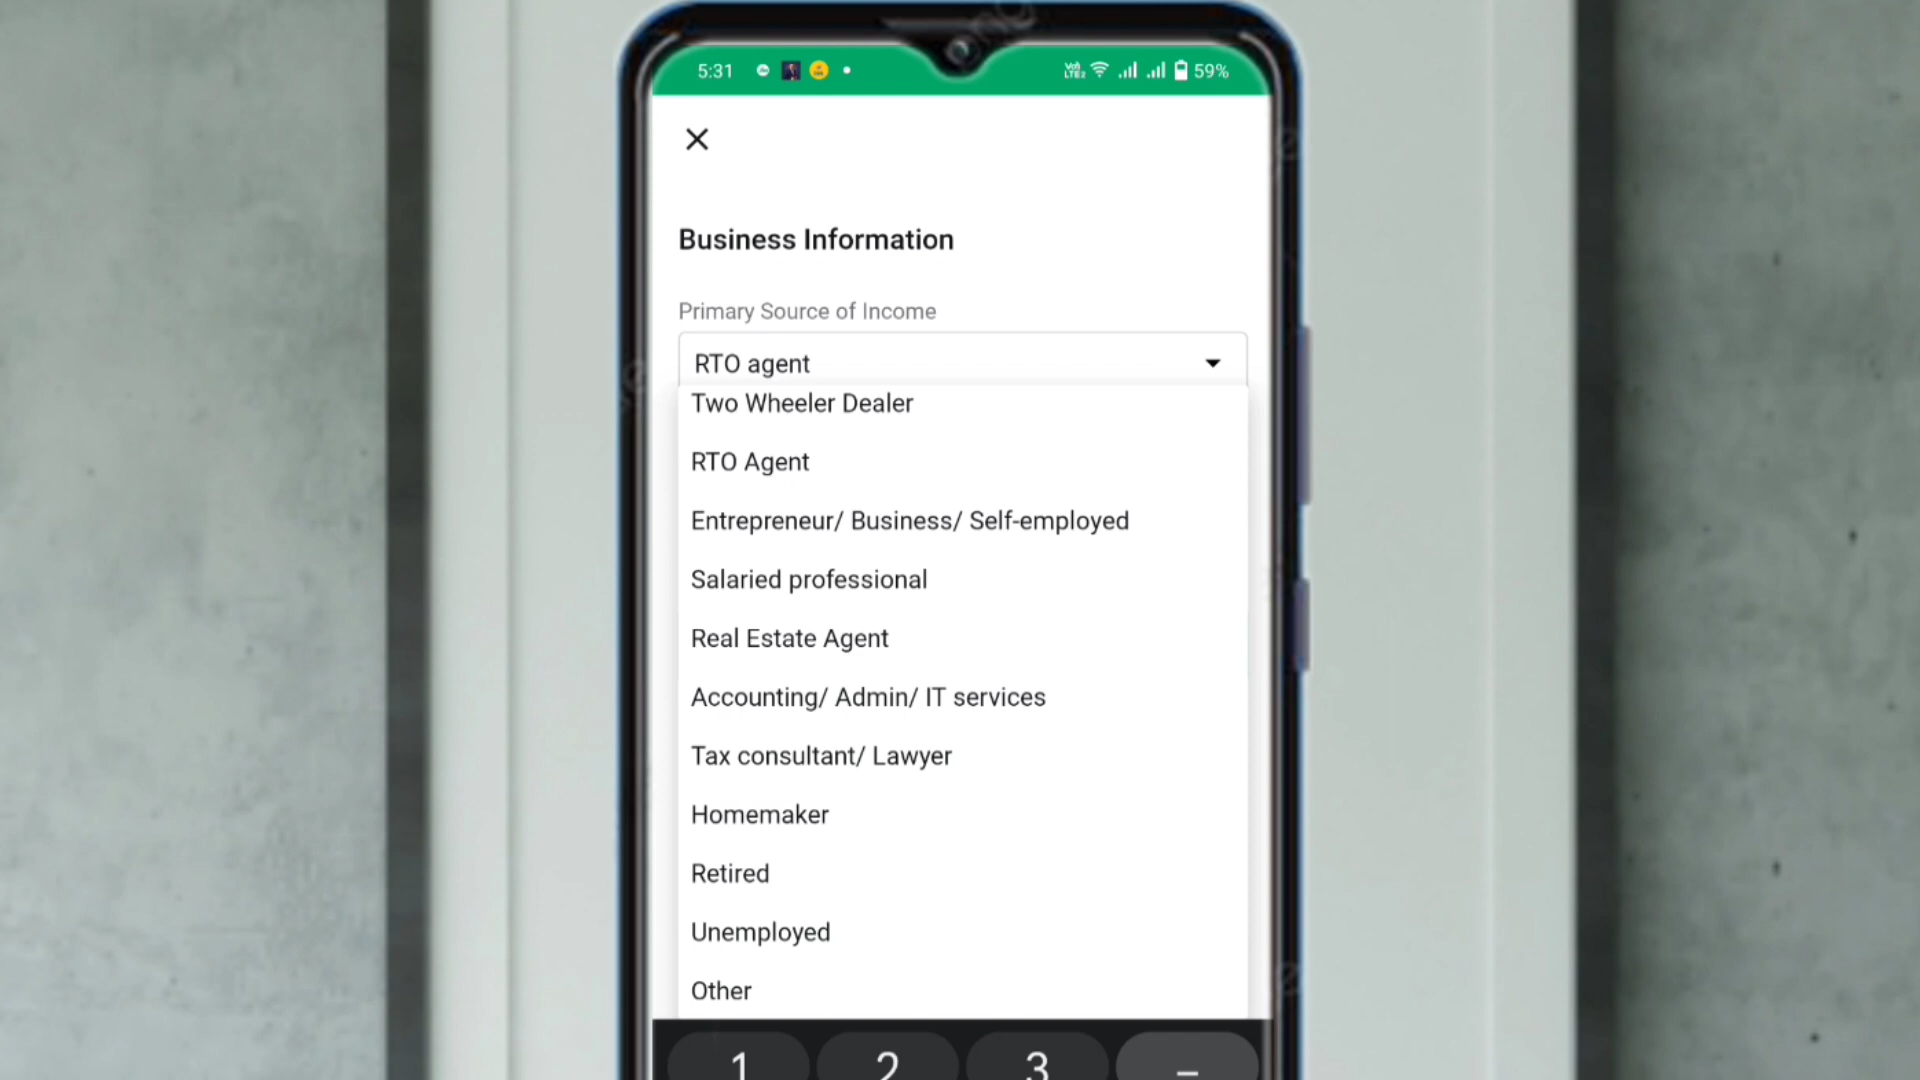 5:31
Vo) LTE2 59%
Business Information
Primary Source of Income
RTO agent
Two Wheeler Dealer
RTO Agent
Entrepreneur/ Business/ Self-employed
Salaried professional
Real Estate Agent
Accounting/ Admin/ IT services
Tax consultant/ Lawyer
Homemaker
Retired
Unemployed
Other
1 2 3 –